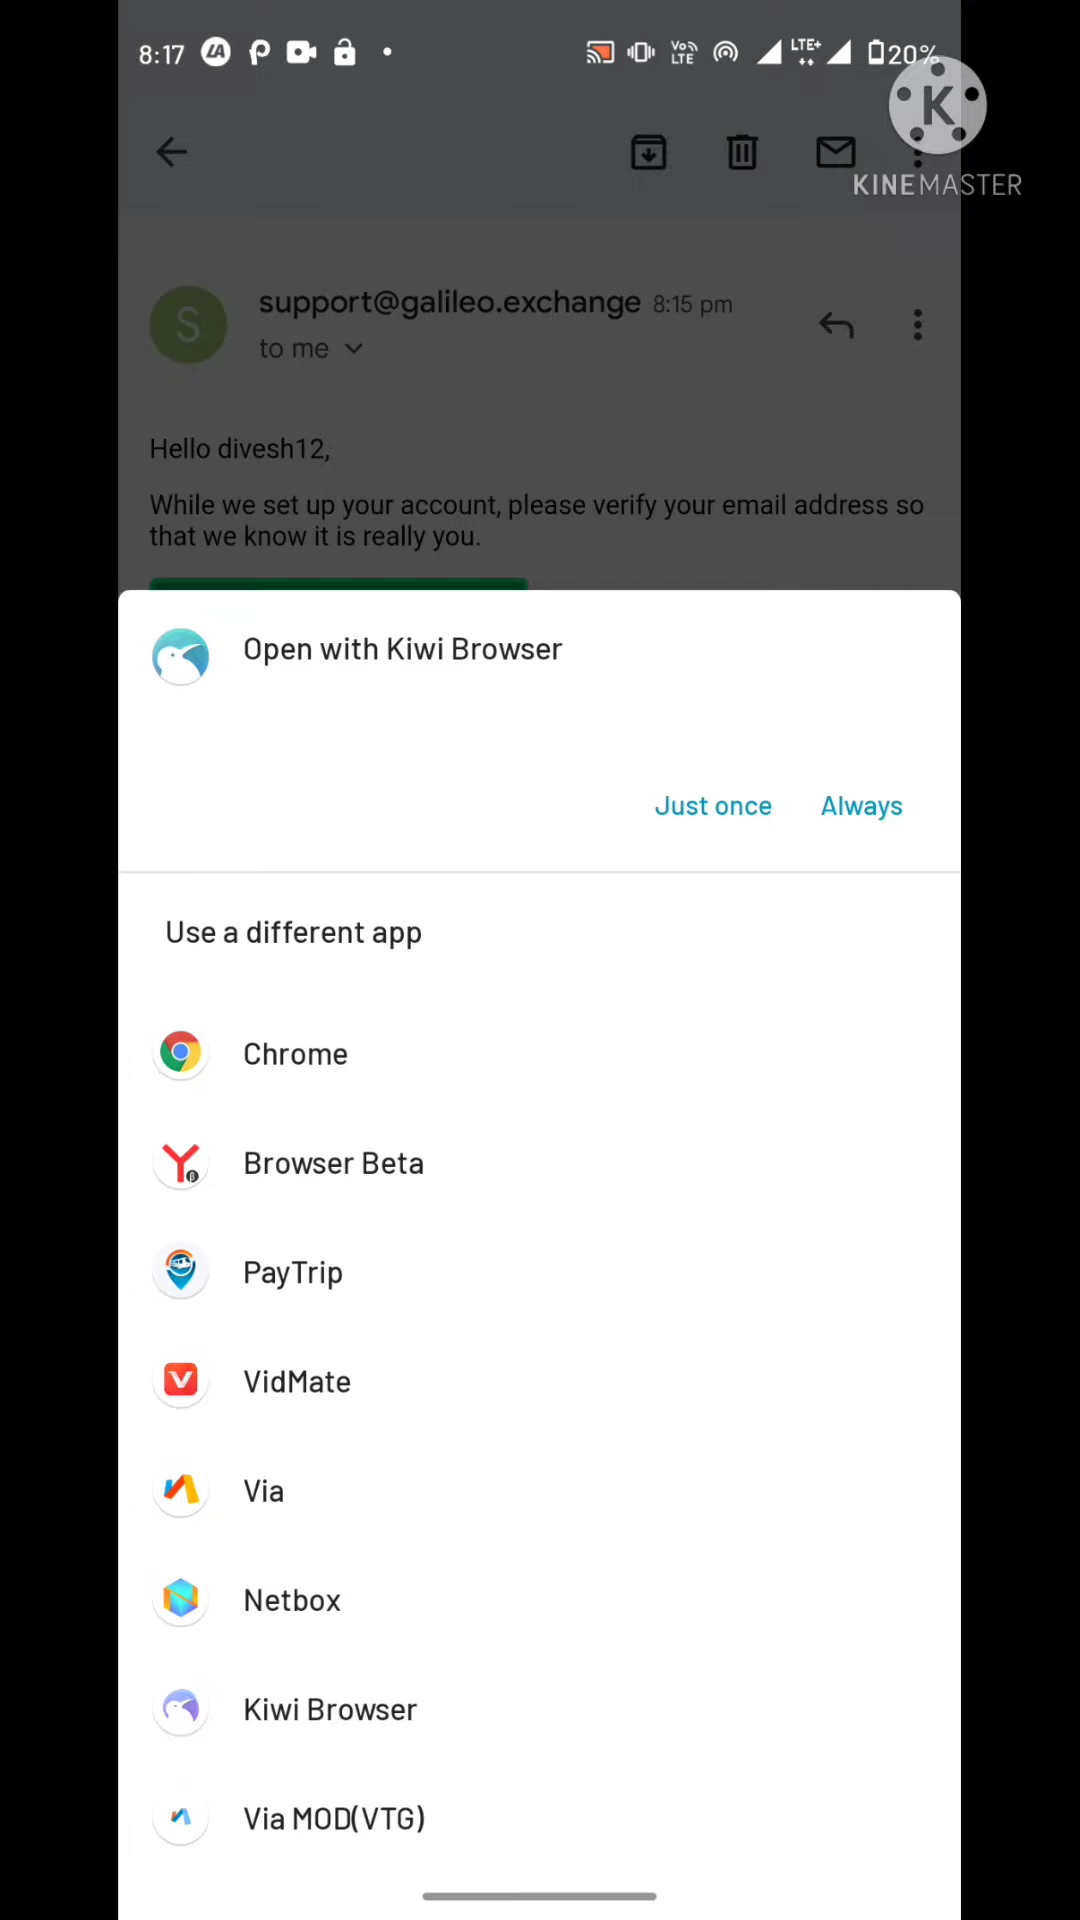 8:17
VoLTE
LTE+
20%
K
KINEMASTER
S
support@galileo.exchange 8:15 pm
to me
Hello divesh12,
While we set up your account, please verify your email address so
that we know it is really you.
Open with Kiwi Browser
Just once Always
Use a different app
Chrome
Browser Beta
PayTrip
VidMate
Via
Netbox
Kiwi Browser
Via MOD(VTG)